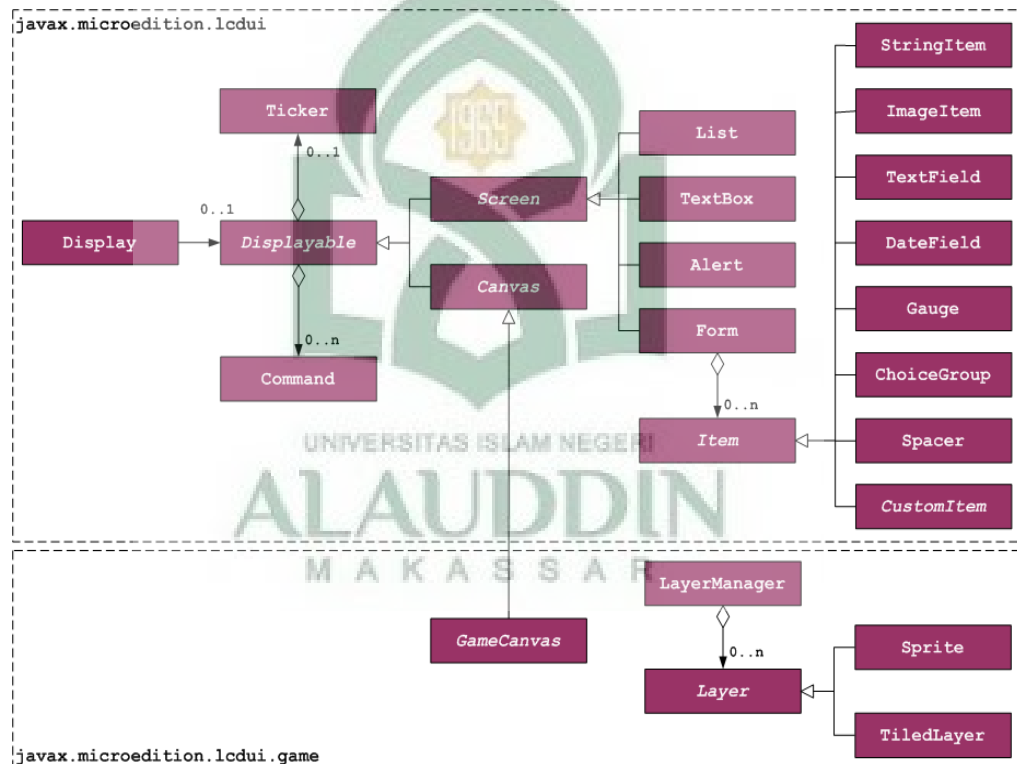 javax.microedition.lcdui
StringItem
Ticker
ImageItem
1965
List
0..1
TextField
Screen
TextBox
0..1
Display
Displayable
DateField
Alert
Canvas
Gauge
Form
0..n
Command
ChoiceGroup
0..n
UNIVERSITAS ISLAM NEGERI
Item
Spacer
ALAUDDIN
CustomItem
MAKASSAR
LayerManager
GameCanvas
0..n
Sprite
Layer
TiledLayer
javax.microedition.lcdui.game